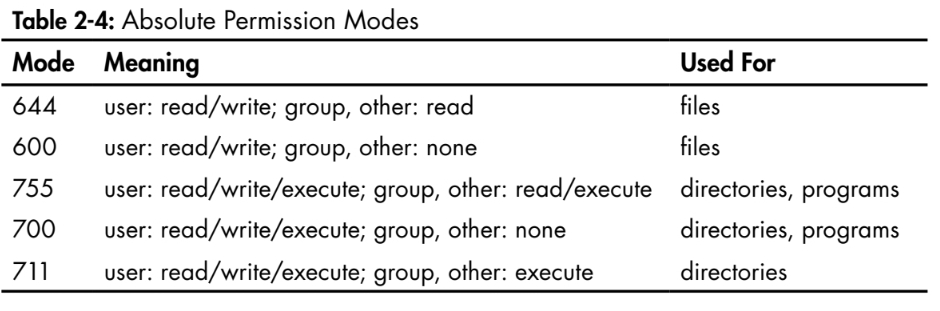 Table 2-4: Absolute Permission Modes
Mode Meaning Used For
644 user: read/write; group, other: read files
600 user: read/write; group, other: none files
755 user: read/write/execute; group, other: read/execute directories, programs
700 user: read/write/execute; group, other: none directories, programs
711 user: read/write/execute; group, other: execute directories